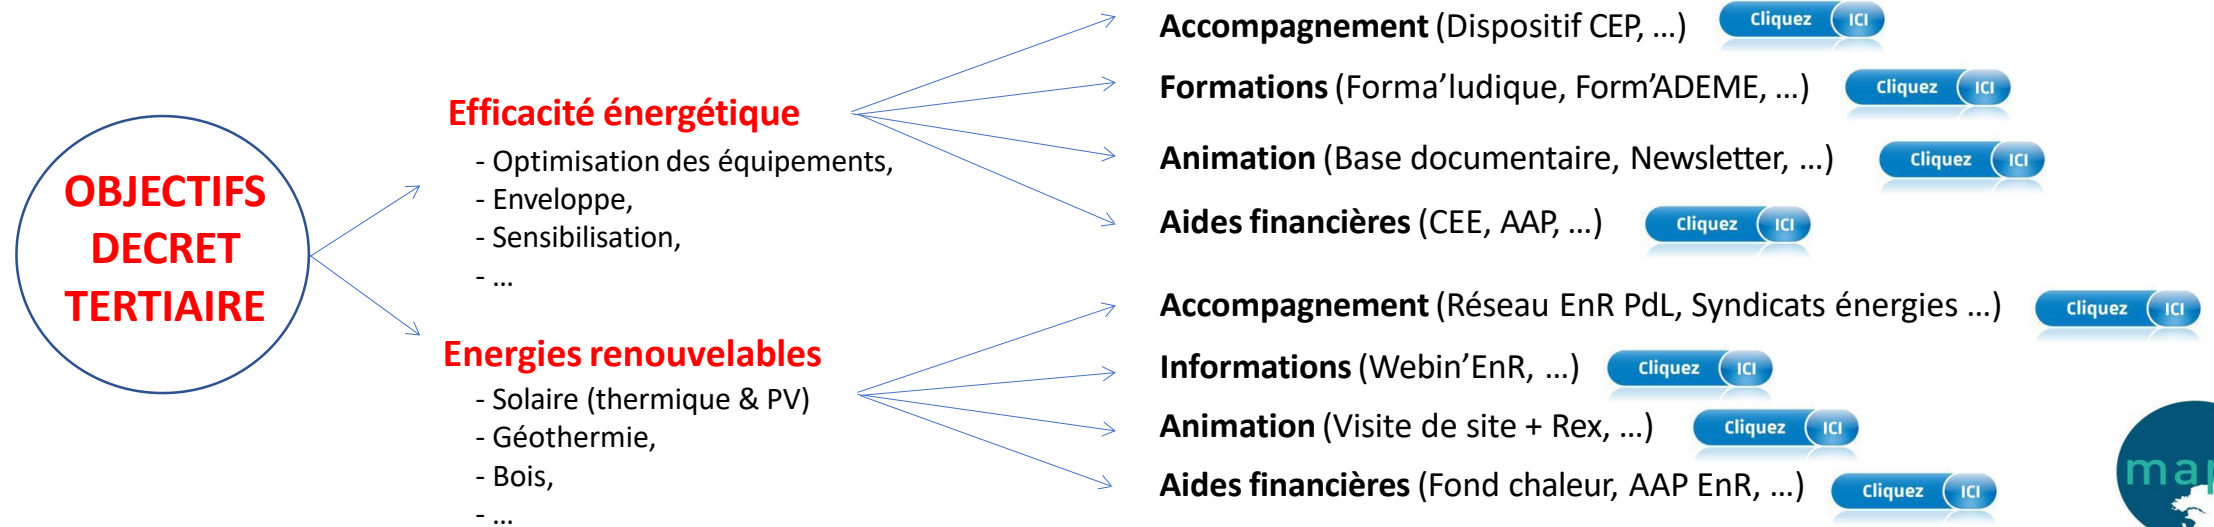 OBJECTIFS
DECRET
TERTIAIRE
Efficacité énergétique
- Optimisation des équipements,
- Enveloppe,
- Sensibilisation,
- ...
Energies renouvelables
- Solaire (thermique & PV)
- Géothermie,
- Bois,
- ...
Accompagnement (Dispositif CEP, ...) Cliquez ICI
Formations (Forma’ludique, Form’ADEME, ...) Cliquez ICI
Animation (Base documentaire, Newsletter, ...) Cliquez ICI
Aides financières (CEE, AAP, ...) Cliquez ICI
Accompagnement (Réseau EnR PdL, Syndicats énergies ...) Cliquez ICI
Informations (Webin’EnR, ...) Cliquez ICI
Animation (Visite de site + Rex, ...) Cliquez ICI
Aides financières (Fond chaleur, AAP EnR, ...) Cliquez ICI